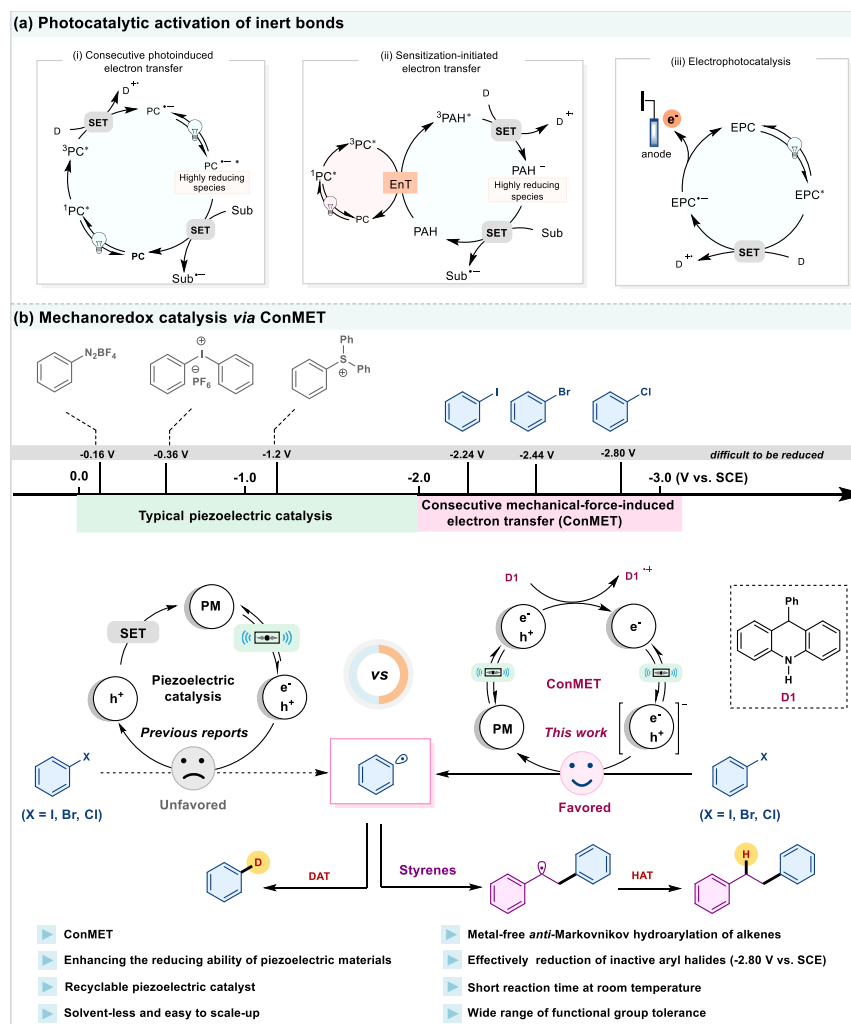 (a) Photocatalytic activation of inert bonds
(i) Consecutive photoinduced
electron transfer
D+•
PC•−
D
SET
3PC*
PC•− *
Highly reducing
species
1PC*
Sub
SET
PC
Sub•−
(ii) Sensitization-initiated
electron transfer
D
3PAH*
SET
D+•
3PC*
PAH −
1PC*
EnT
Highly reducing
species
PC
PAH
SET
Sub
Sub•−
(iii) Electrophotocatalysis
e-
EPC
anode
EPC*
EPC•−
D+•
SET
D
(b) Mechanoredox catalysis via ConMET
N2BF4
I
⊕
⊖
PF6
Ph
S
Ph
⊕
I
Br
Cl
-0.16 V
-0.36 V
-1.2 V
-2.24 V
-2.44 V
-2.80 V
difficult to be reduced
0.0
-1.0
-2.0
-3.0 (V vs. SCE)
Typical piezoelectric catalysis
Consecutive mechanical-force-induced
electron transfer (ConMET)
PM
SET
h+
e-
h+
Piezoelectric
catalysis
Previous reports
X
(X = I, Br, Cl)
Unfavored
vs
D1
D1 •+
e-
h+
e-
ConMET
PM
This work
e-
h+
−
Favored
X
(X = I, Br, Cl)
Ph
N
H
D1
D
DAT
Styrenes
HAT
H
ConMET
Enhancing the reducing ability of piezoelectric materials
Recyclable piezoelectric catalyst
Solvent-less and easy to scale-up
Metal-free anti-Markovnikov hydroarylation of alkenes
Effectively reduction of inactive aryl halides (-2.80 V vs. SCE)
Short reaction time at room temperature
Wide range of functional group tolerance